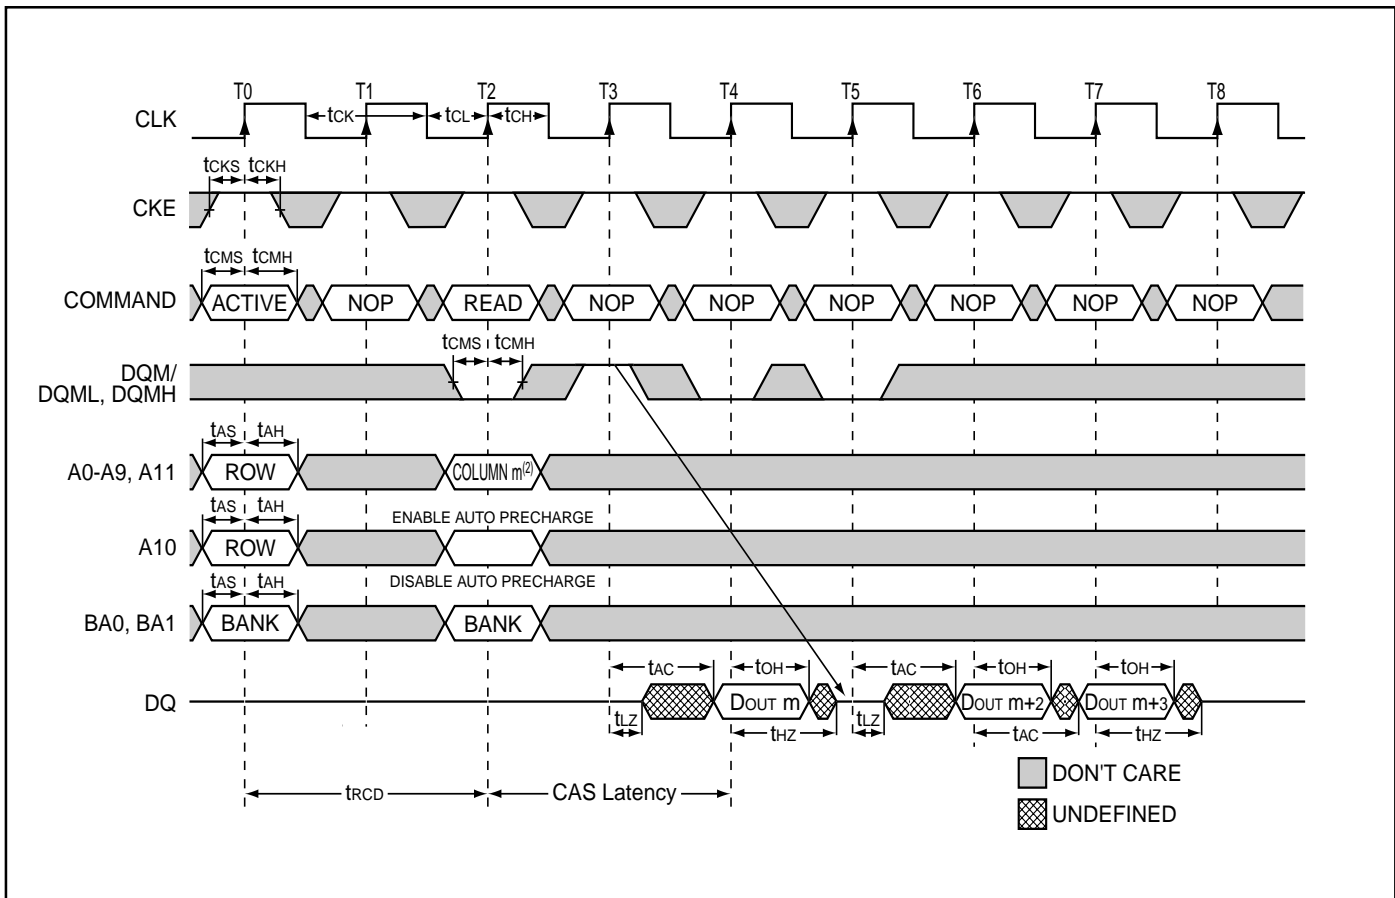 T0 T1 T2 T3 T4 T5 T6 T7 T8
CLK tCK tCL tCH
tCKS tCKH
CKE
tCMS tCMH
COMMAND ACTIVE NOP READ NOP NOP NOP NOP NOP NOP
tCMS tCMH
DQM/
DQML, DQMH
tAS tAH
A0-A9, A11 ROW COLUMN m(2)
tAS tAH ENABLE AUTO PRECHARGE
A10 ROW
tAS tAH DISABLE AUTO PRECHARGE
BA0, BA1 BANK BANK
tAC tOH tAC tOH tOH
DQ DOUT m DOUT m+2 DOUT m+3
tLZ tHZ tLZ tAC tHZ
DON'T CARE
tRCD CAS Latency
UNDEFINED